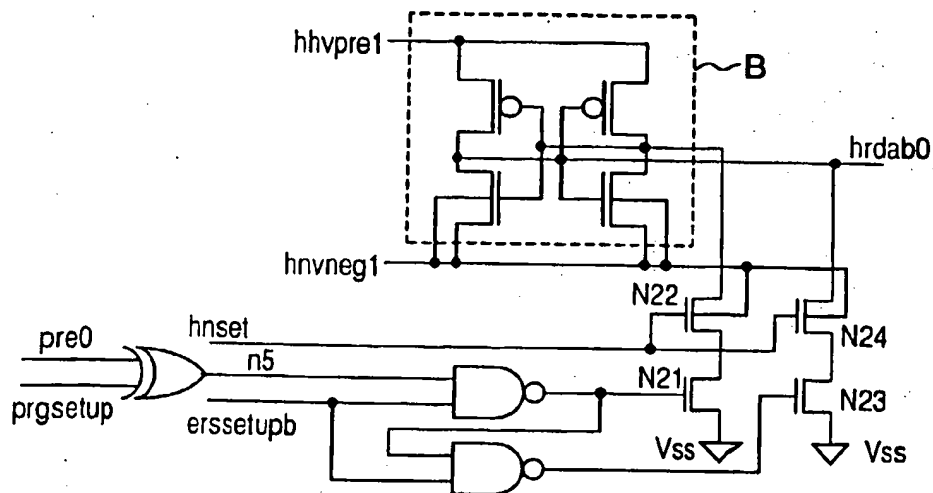 hhvpre1
B
hrdab0
hnvneg1
N22
hnset
N24
pre0
n5
N21
N23
prgsetup
erssetupb
Vss
Vss